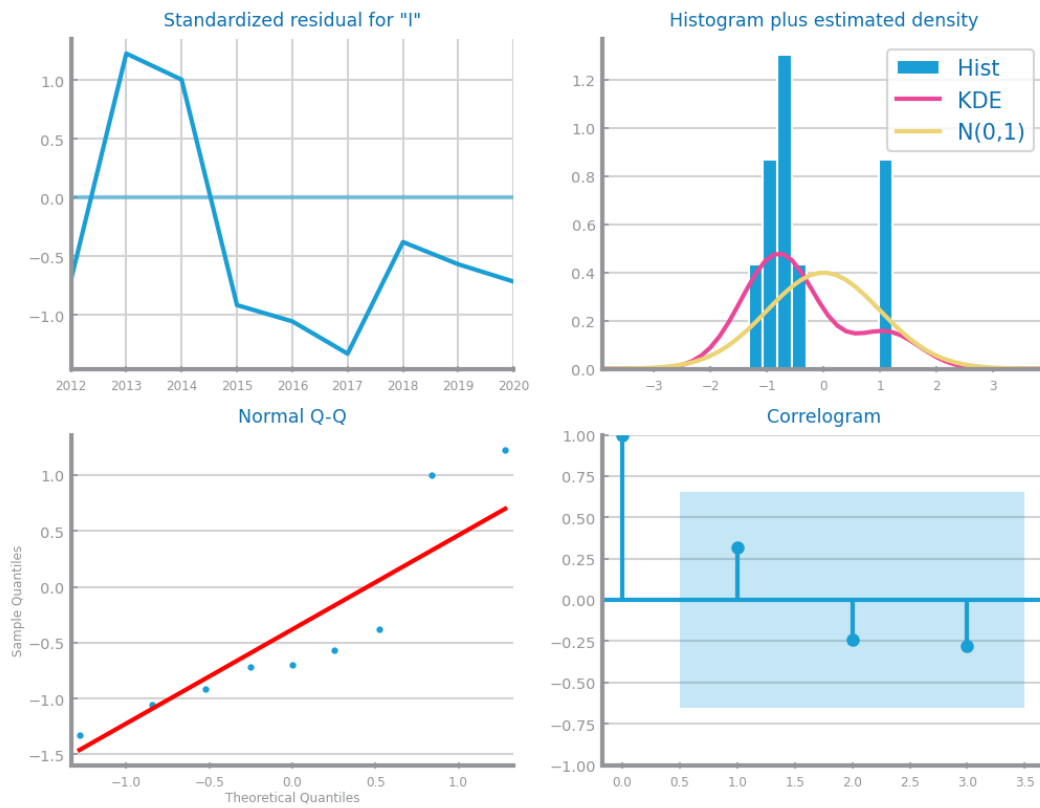 Standardized residual for "I"
1.0
0.5
0.0
−0.5
−1.0
2012 2013 2014 2015 2016 2017 2018 2019 2020
Histogram plus estimated density
1.2
1.0
0.8
0.6
0.4
0.2
0.0
Hist
KDE
N(0,1)
−3 −2 −1 0 1 2 3
Normal Q-Q
Sample Quantiles
1.0
0.5
0.0
−0.5
−1.0
−1.5
−1.0 −0.5 0.0 0.5 1.0
Theoretical Quantiles
Correlogram
1.00
0.75
0.50
0.25
0.00
−0.25
−0.50
−0.75
−1.00
0.0 0.5 1.0 1.5 2.0 2.5 3.0 3.5